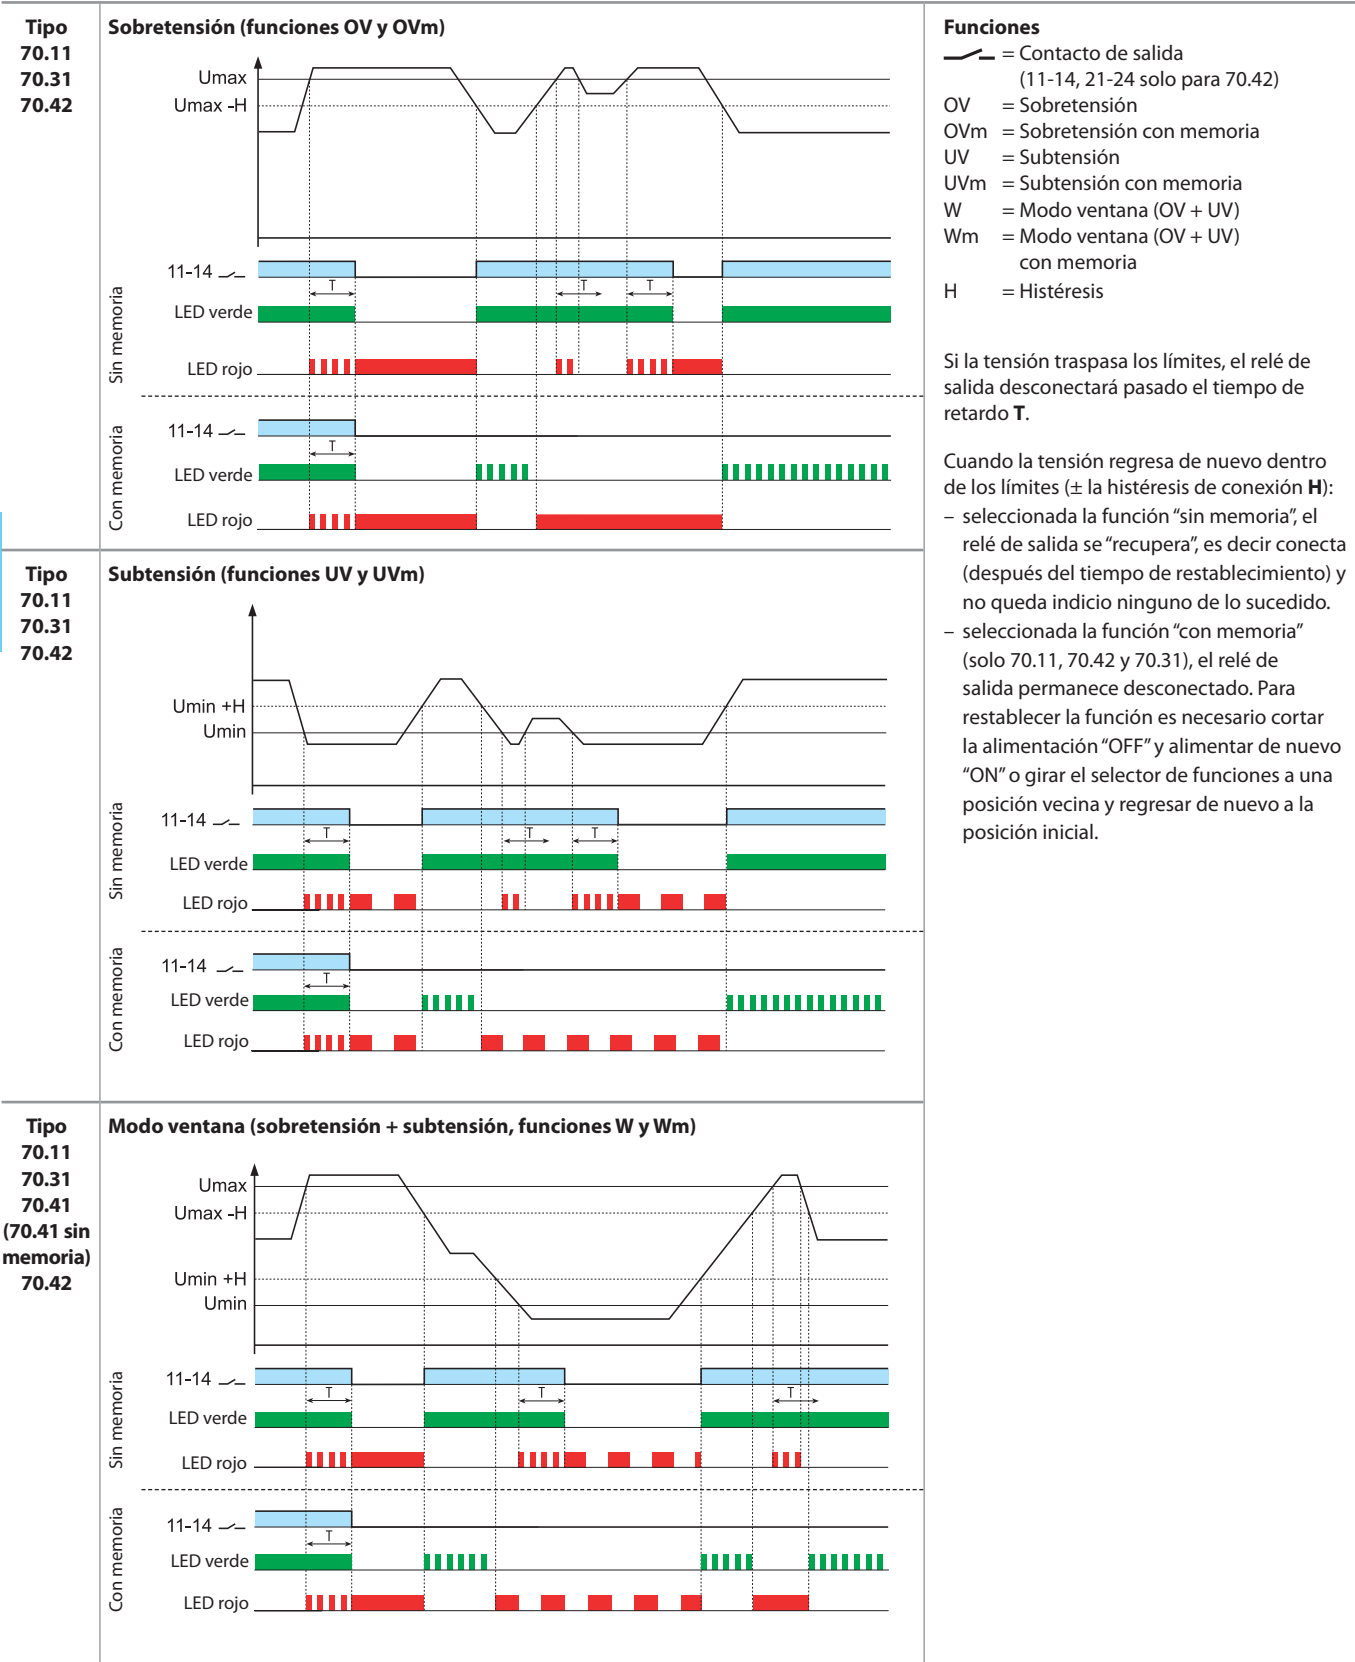 Tipo
70.11
70.31
70.42
Sobretensión (funciones OV y OVm)
Umax
Umax -H
Sin memoria
11-14
T
T
T
LED verde
LED rojo
Con memoria
11-14
T
LED verde
LED rojo
Tipo
70.11
70.31
70.42
Subtensión (funciones UV y UVm)
Umin +H
Umin
Sin memoria
11-14
T
T
T
LED verde
LED rojo
Con memoria
11-14
T
LED verde
LED rojo
Tipo
70.11
70.31
70.41
(70.41 sin
memoria)
70.42
Modo ventana (sobretensión + subtensión, funciones W y Wm)
Umax
Umax -H
Umin +H
Umin
Sin memoria
11-14
T
T
T
LED verde
LED rojo
Con memoria
11-14
T
LED verde
LED rojo
Funciones
= Contacto de salida
(11-14, 21-24 solo para 70.42)
OV = Sobretensión
OVm = Sobretensión con memoria
UV = Subtensión
UVm = Subtensión con memoria
W = Modo ventana (OV + UV)
Wm = Modo ventana (OV + UV)
con memoria
H = Histéresis
Si la tensión traspasa los límites, el relé de
salida desconectará pasado el tiempo de
retardo T.
Cuando la tensión regresa de nuevo dentro
de los límites (± la histéresis de conexión H):
– seleccionada la función “sin memoria”, el
relé de salida se “recupera”, es decir conecta
(después del tiempo de restablecimiento) y
no queda indicio ninguno de lo sucedido.
– seleccionada la función “con memoria”
(solo 70.11, 70.42 y 70.31), el relé de
salida permanece desconectado. Para
restablecer la función es necesario cortar
la alimentación “OFF” y alimentar de nuevo
“ON” o girar el selector de funciones a una
posición vecina y regresar de nuevo a la
posición inicial.